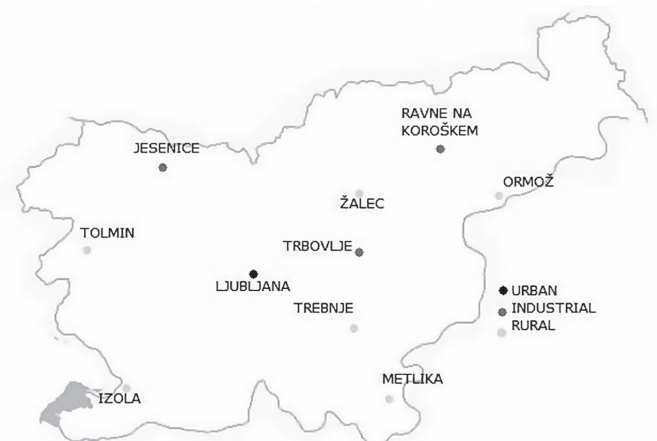 RAVNE NA
KOROŠKEM
JESENICE
ORMOŽ
ŽALEC
TOLMIN
TRBOVLJE
LJUBLJANA
URBAN
TREBNJE
INDUSTRIAL
RURAL
METLIKA
IZOLA